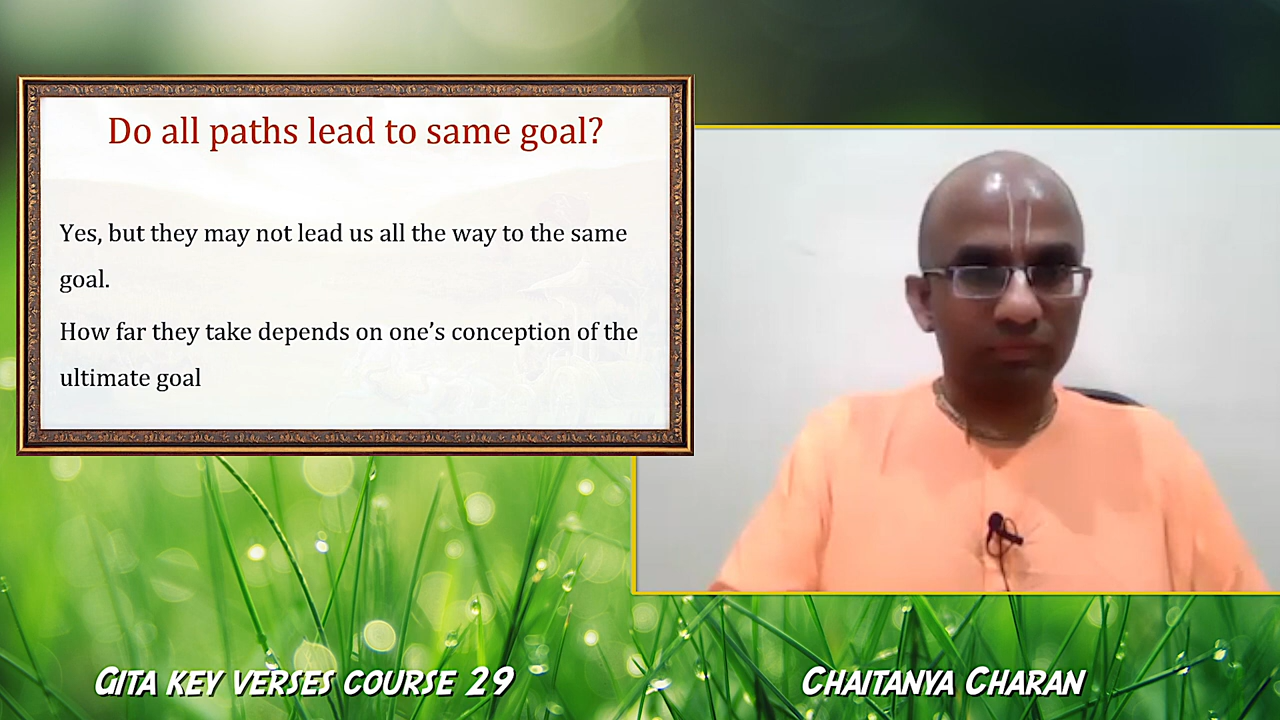 Do all paths lead to same goal?
Yes, but they may not lead us all the way to the same
goal.
How far they take depends on one’s conception of the
ultimate goal
GITA KEY VERSES COURSE 29
CHAITANYA CHARAN